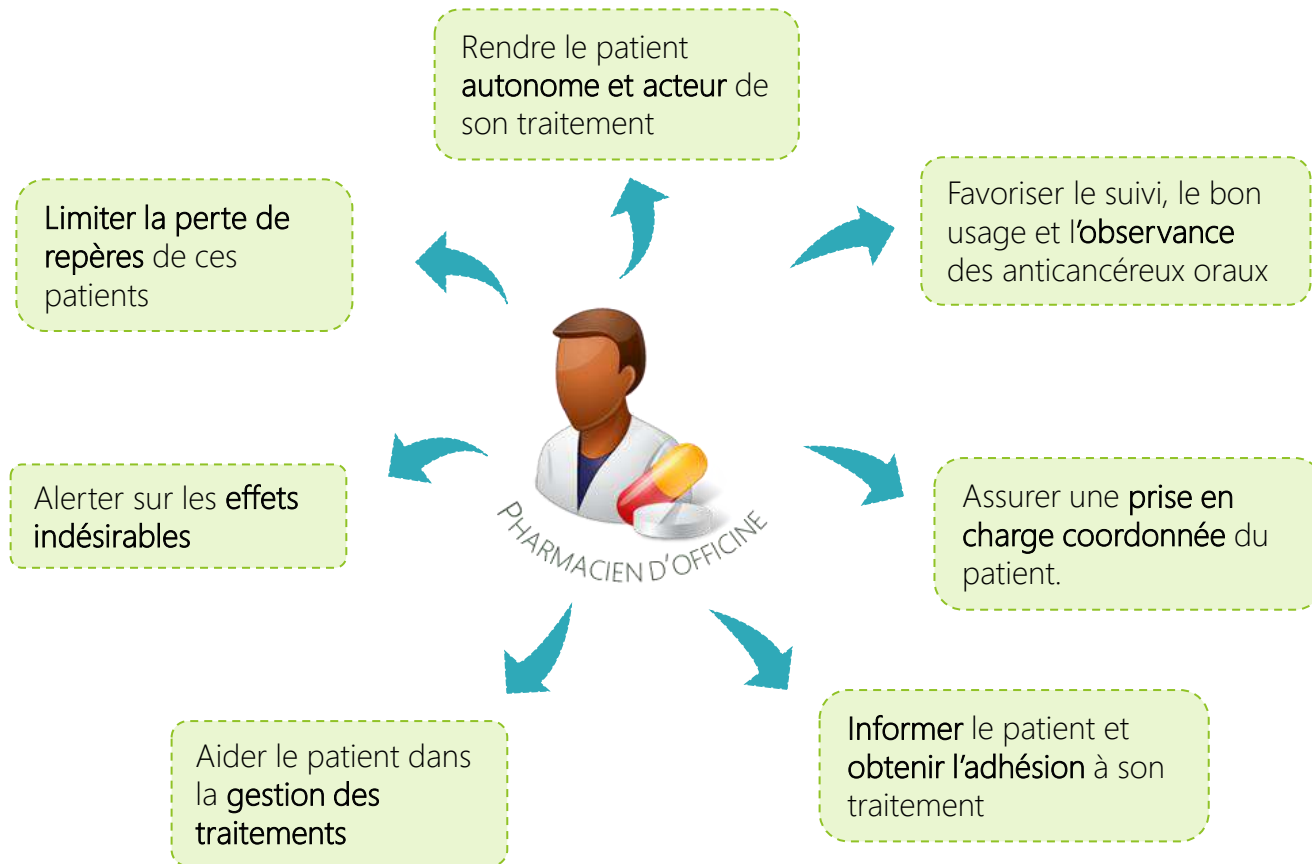 Rendre le patient
autonome et acteur de
son traitement
Limiter la perte de
repères de ces
patients
Favoriser le suivi, le bon
usage et l'observance
des anticancéreux oraux
Alerter sur les effets
indésirables
PHARMACIEN D'OFFICINE
Assurer une prise en
charge coordonnée du
patient.
Aider le patient dans
la gestion des
traitements
Informer le patient et
obtenir l'adhésion à son
traitement